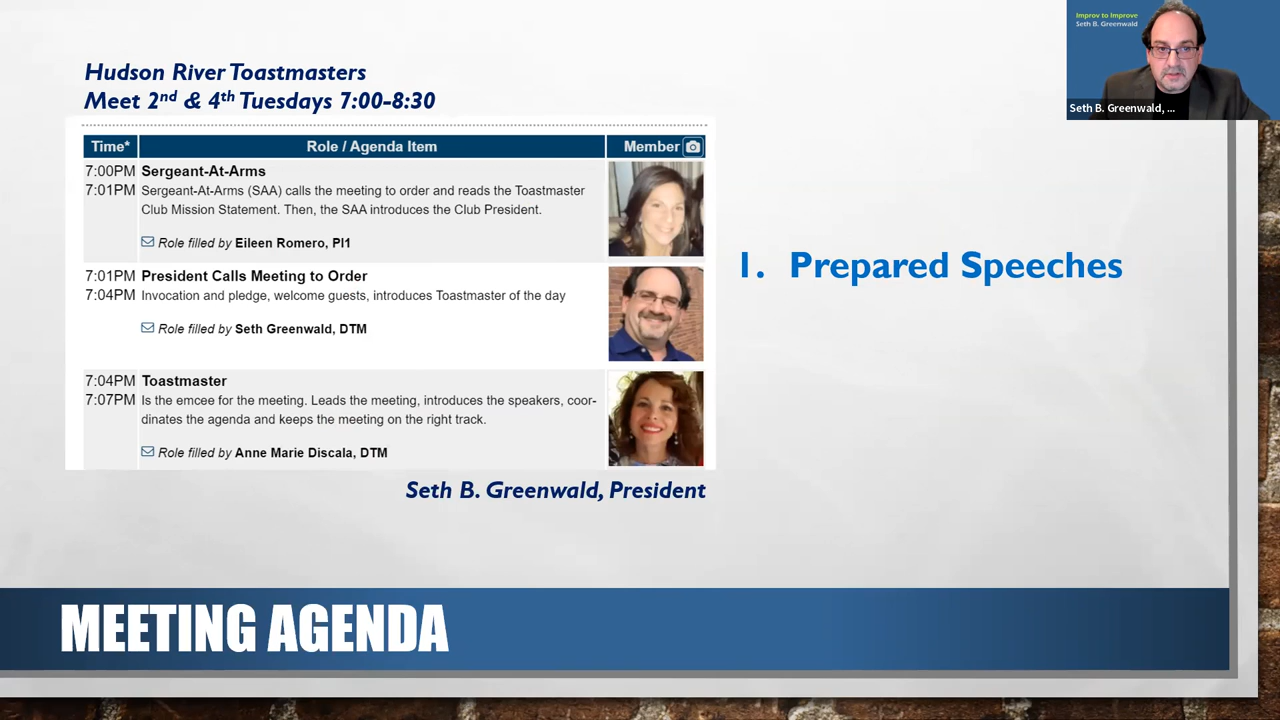 Improv to Improve
Seth B. Greenwald
Seth B. Greenwald, ...
Hudson River Toastmasters
Meet 2nd & 4th Tuesdays 7:00-8:30
Time* Role / Agenda Item Member
7:00PM Sergeant-At-Arms
7:01PM Sergeant-At-Arms (SAA) calls the meeting to order and reads the Toastmaster
Club Mission Statement. Then, the SAA introduces the Club President.
Role filled by Eileen Romero, PI1
7:01PM President Calls Meeting to Order
7:04PM Invocation and pledge, welcome guests, introduces Toastmaster of the day
Role filled by Seth Greenwald, DTM
7:04PM Toastmaster
7:07PM Is the emcee for the meeting. Leads the meeting, introduces the speakers, coor-
dinates the agenda and keeps the meeting on the right track.
Role filled by Anne Marie Discala, DTM
Seth B. Greenwald, President
1. Prepared Speeches
MEETING AGENDA